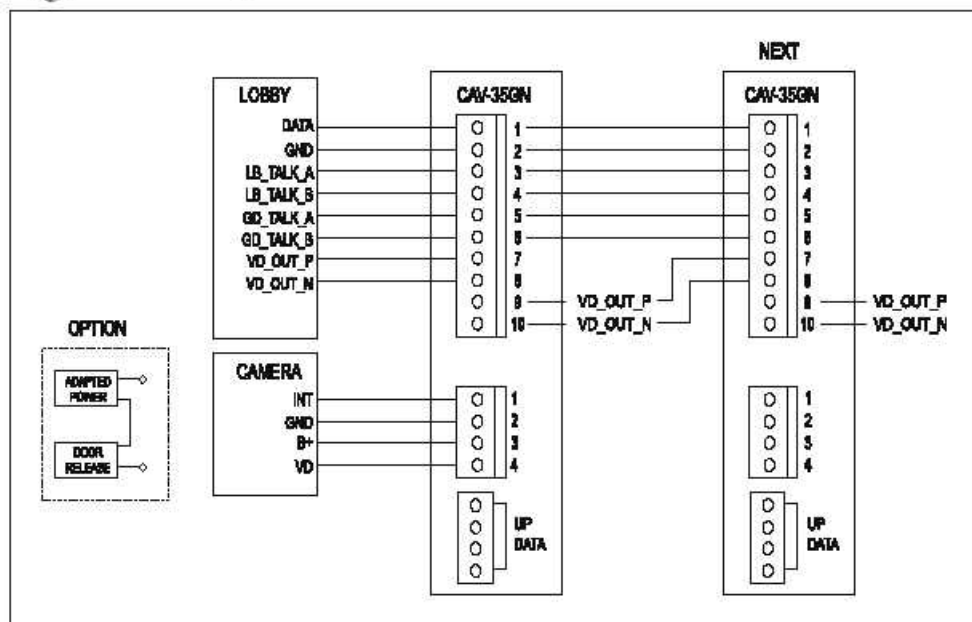 NEXT
LOBBY
CAV-35GN
CAV-35GN
DATA
GND
LB_TALK_A
LB_TALK_B
GD_TALK_A
GD_TALK_B
VD_OUT_P
VD_OUT_N
1
2
3
4
5
6
7
8
9
10
VD_OUT_P
VD_OUT_N
1
2
3
4
5
6
7
8
9
10
VD_OUT_P
VD_OUT_N
OPTION
ADAPTED
POWER
DOOR
RELEASE
CAMERA
INT
GND
B+
VD
1
2
3
4
1
2
3
4
UP
DATA
UP
DATA